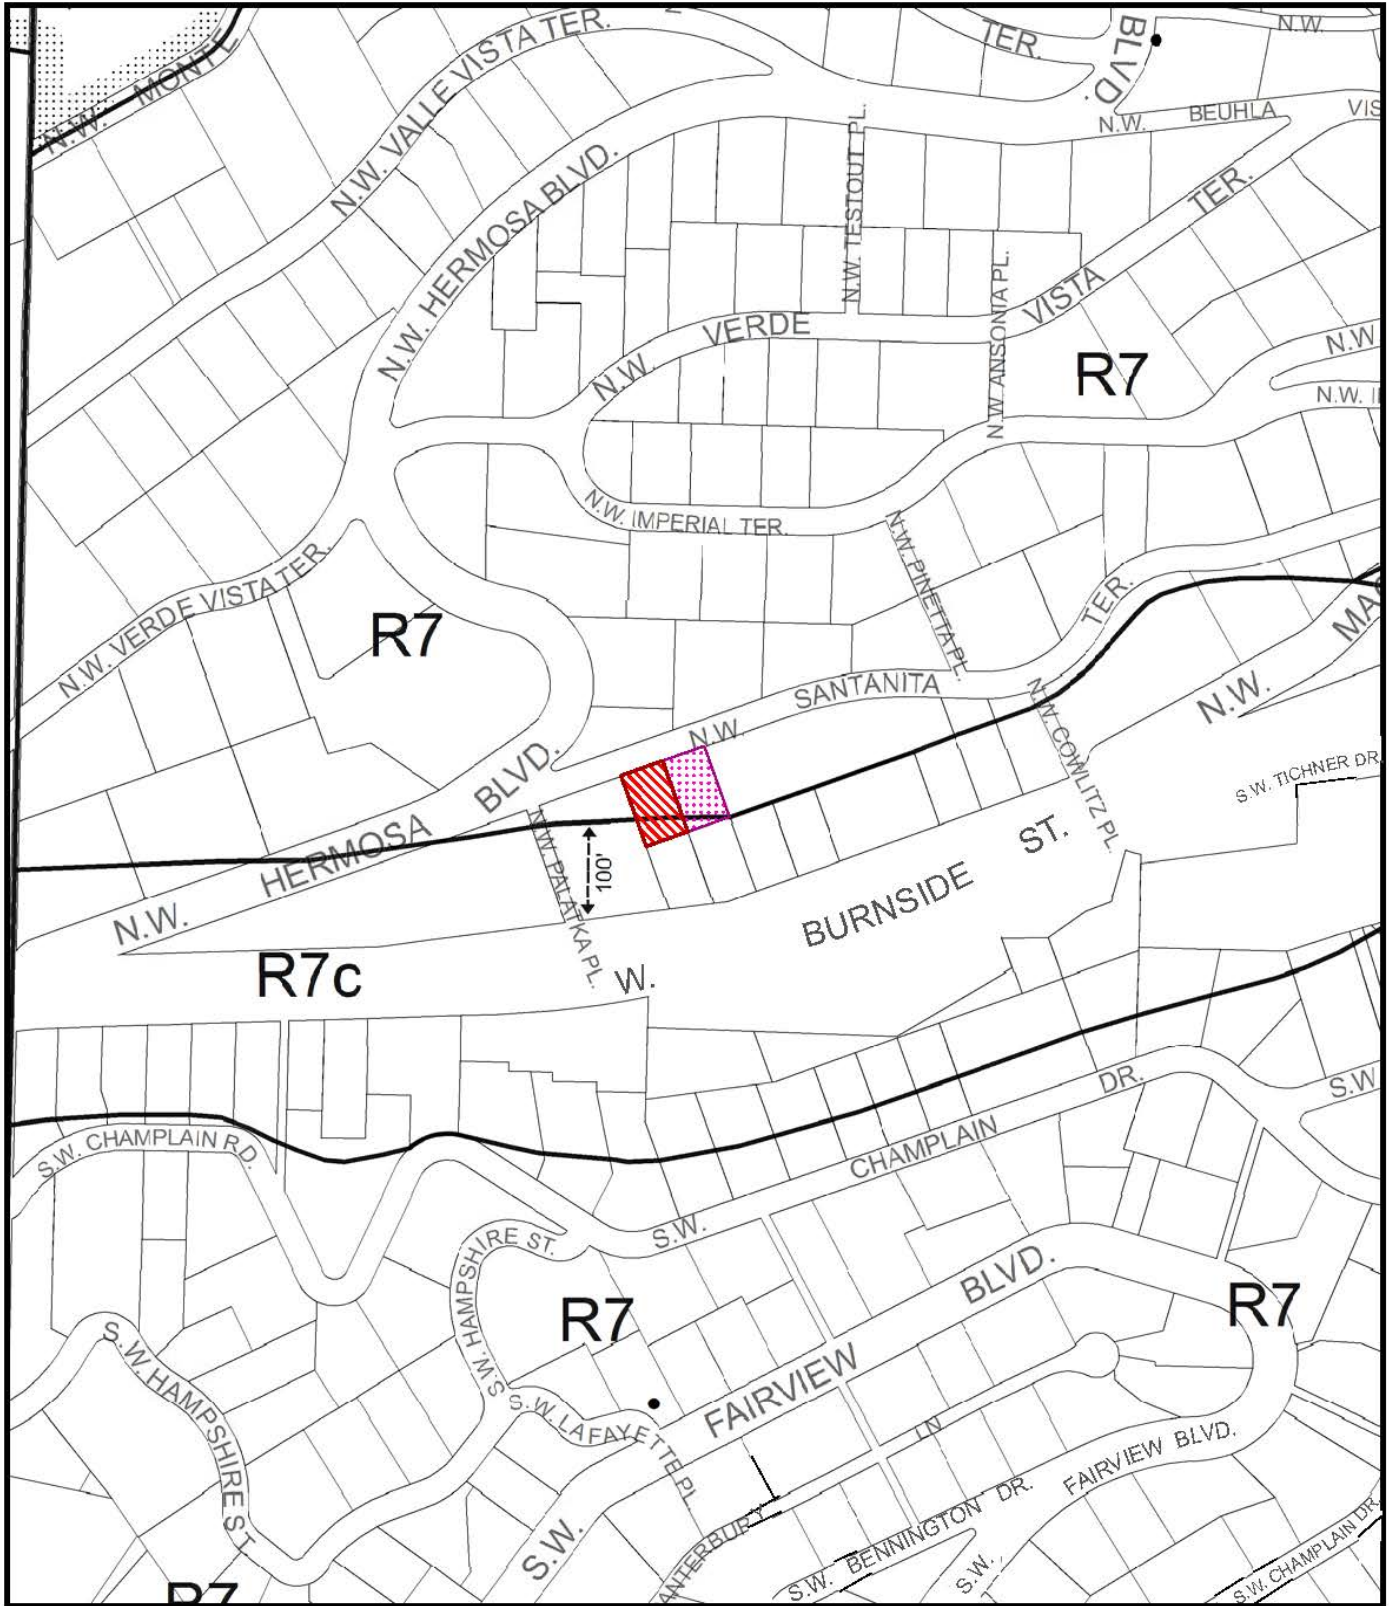 N.W. MONTE
N.W. VALLE VISTA TER.
TER.
BLVD.
N.W.
N.W. BEUHLA VIS
N.W. HERMOSA BLVD.
N.W. TESTOUT PL.
TER.
N.W. ANSONIA PL.
VISTA
N.W. VERDE
N.W
R7
N.W. I
N.W. IMPERIAL TER.
N.W. PINETTA PL.
N.W. VERDE VISTA TER.
R7
TER.
MAC
N.W. SANTANITA
N.W.
N.W. COWLITZ PL.
S.W. TICHNER DR.
BLVD.
HERMOSA
N.W.
N.W. PALATKA PL.
100'
ST.
BURNSIDE
W.
R7c
S.W. CHAMPLAIN RD.
S.W. CHAMPLAIN DR.
S.W
S.W. HAMPSHIRE ST.
R7
BLVD.
R7
S.W. HAMPSHIRE ST.
FAIRVIEW
S.W. LAFAYETTE PL.
S.W.
LN
FAIRVIEW BLVD.
S.W. BENNINGTON DR.
ANTERBURY
S.W.
S.W. CHAMPLAIN DR.
R7